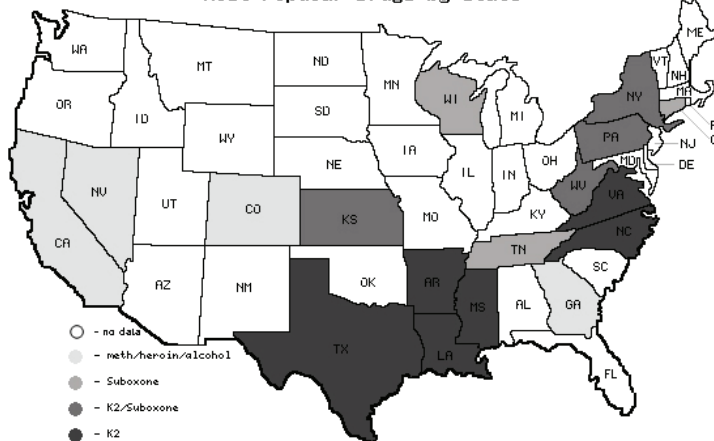 WA
MT
ND
MN
ME
VT
NH
OR
ID
SD
WI
MI
NY
MA
WY
IA
PA
NJ
NE
OH
MD
DE
NV
UT
CO
IL
IN
WV
VA
CA
KS
MO
KY
NC
TN
AZ
NM
OK
AR
SC
MS
AL
GA
TX
LA
FL
- no data
- meth/heroin/alcohol
- Suboxone
- K2/Suboxone
- K2